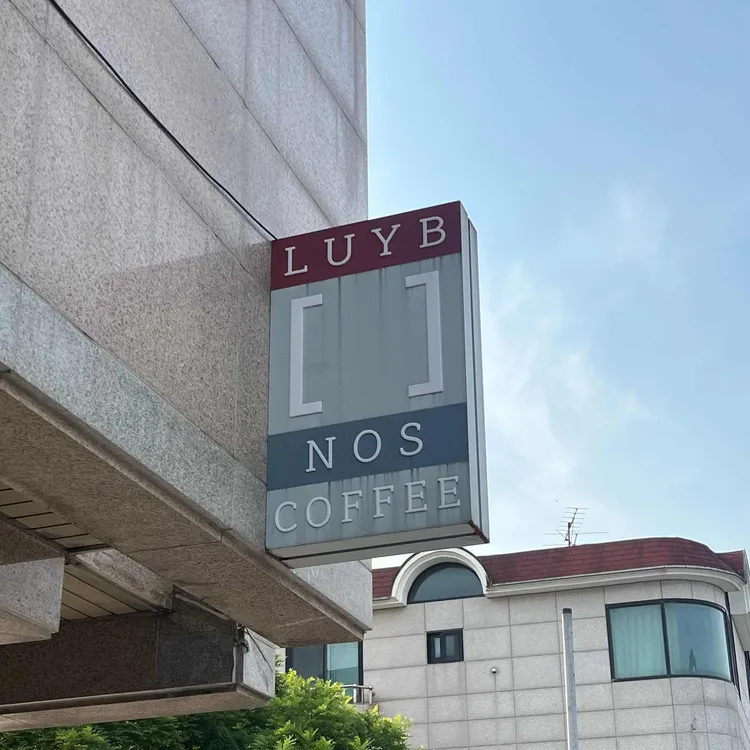 LUYB
[ ]
NOS
COFFEE